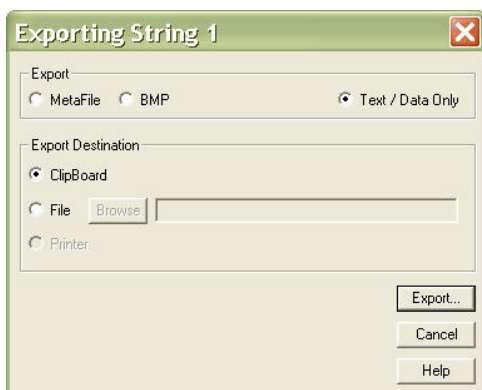 Exporting String 1
Export
MetaFile BMP Text / Data Only
Export Destination
ClipBoard
File Browse
Printer
Export...
Cancel
Help